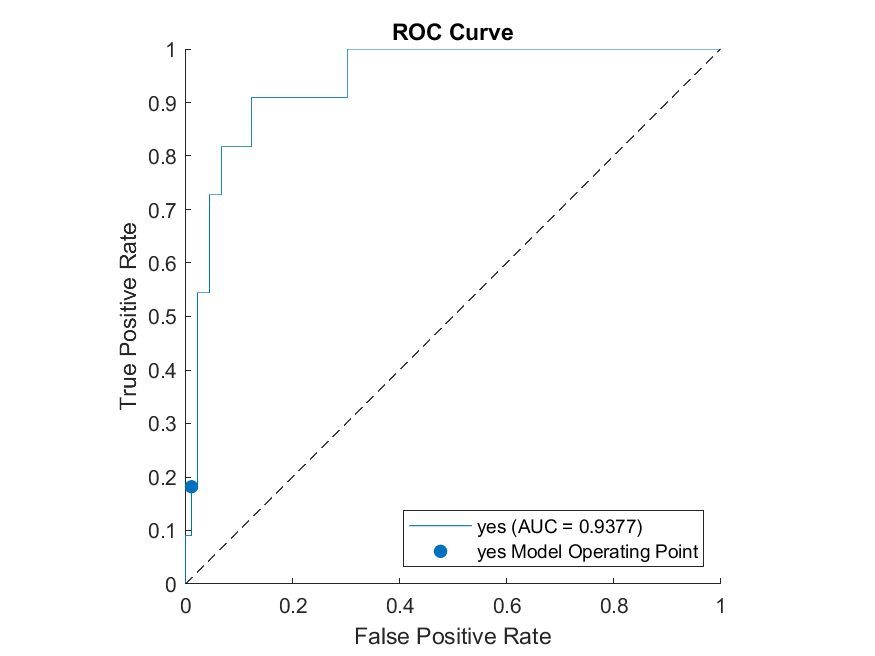 ROC Curve
1
0.9
0.8
0.7
0.6
0.5
0.4
0.3
0.2
0.1
0
True Positive Rate
yes (AUC = 0.9377)
yes Model Operating Point
0 0.2 0.4 0.6 0.8 1
False Positive Rate